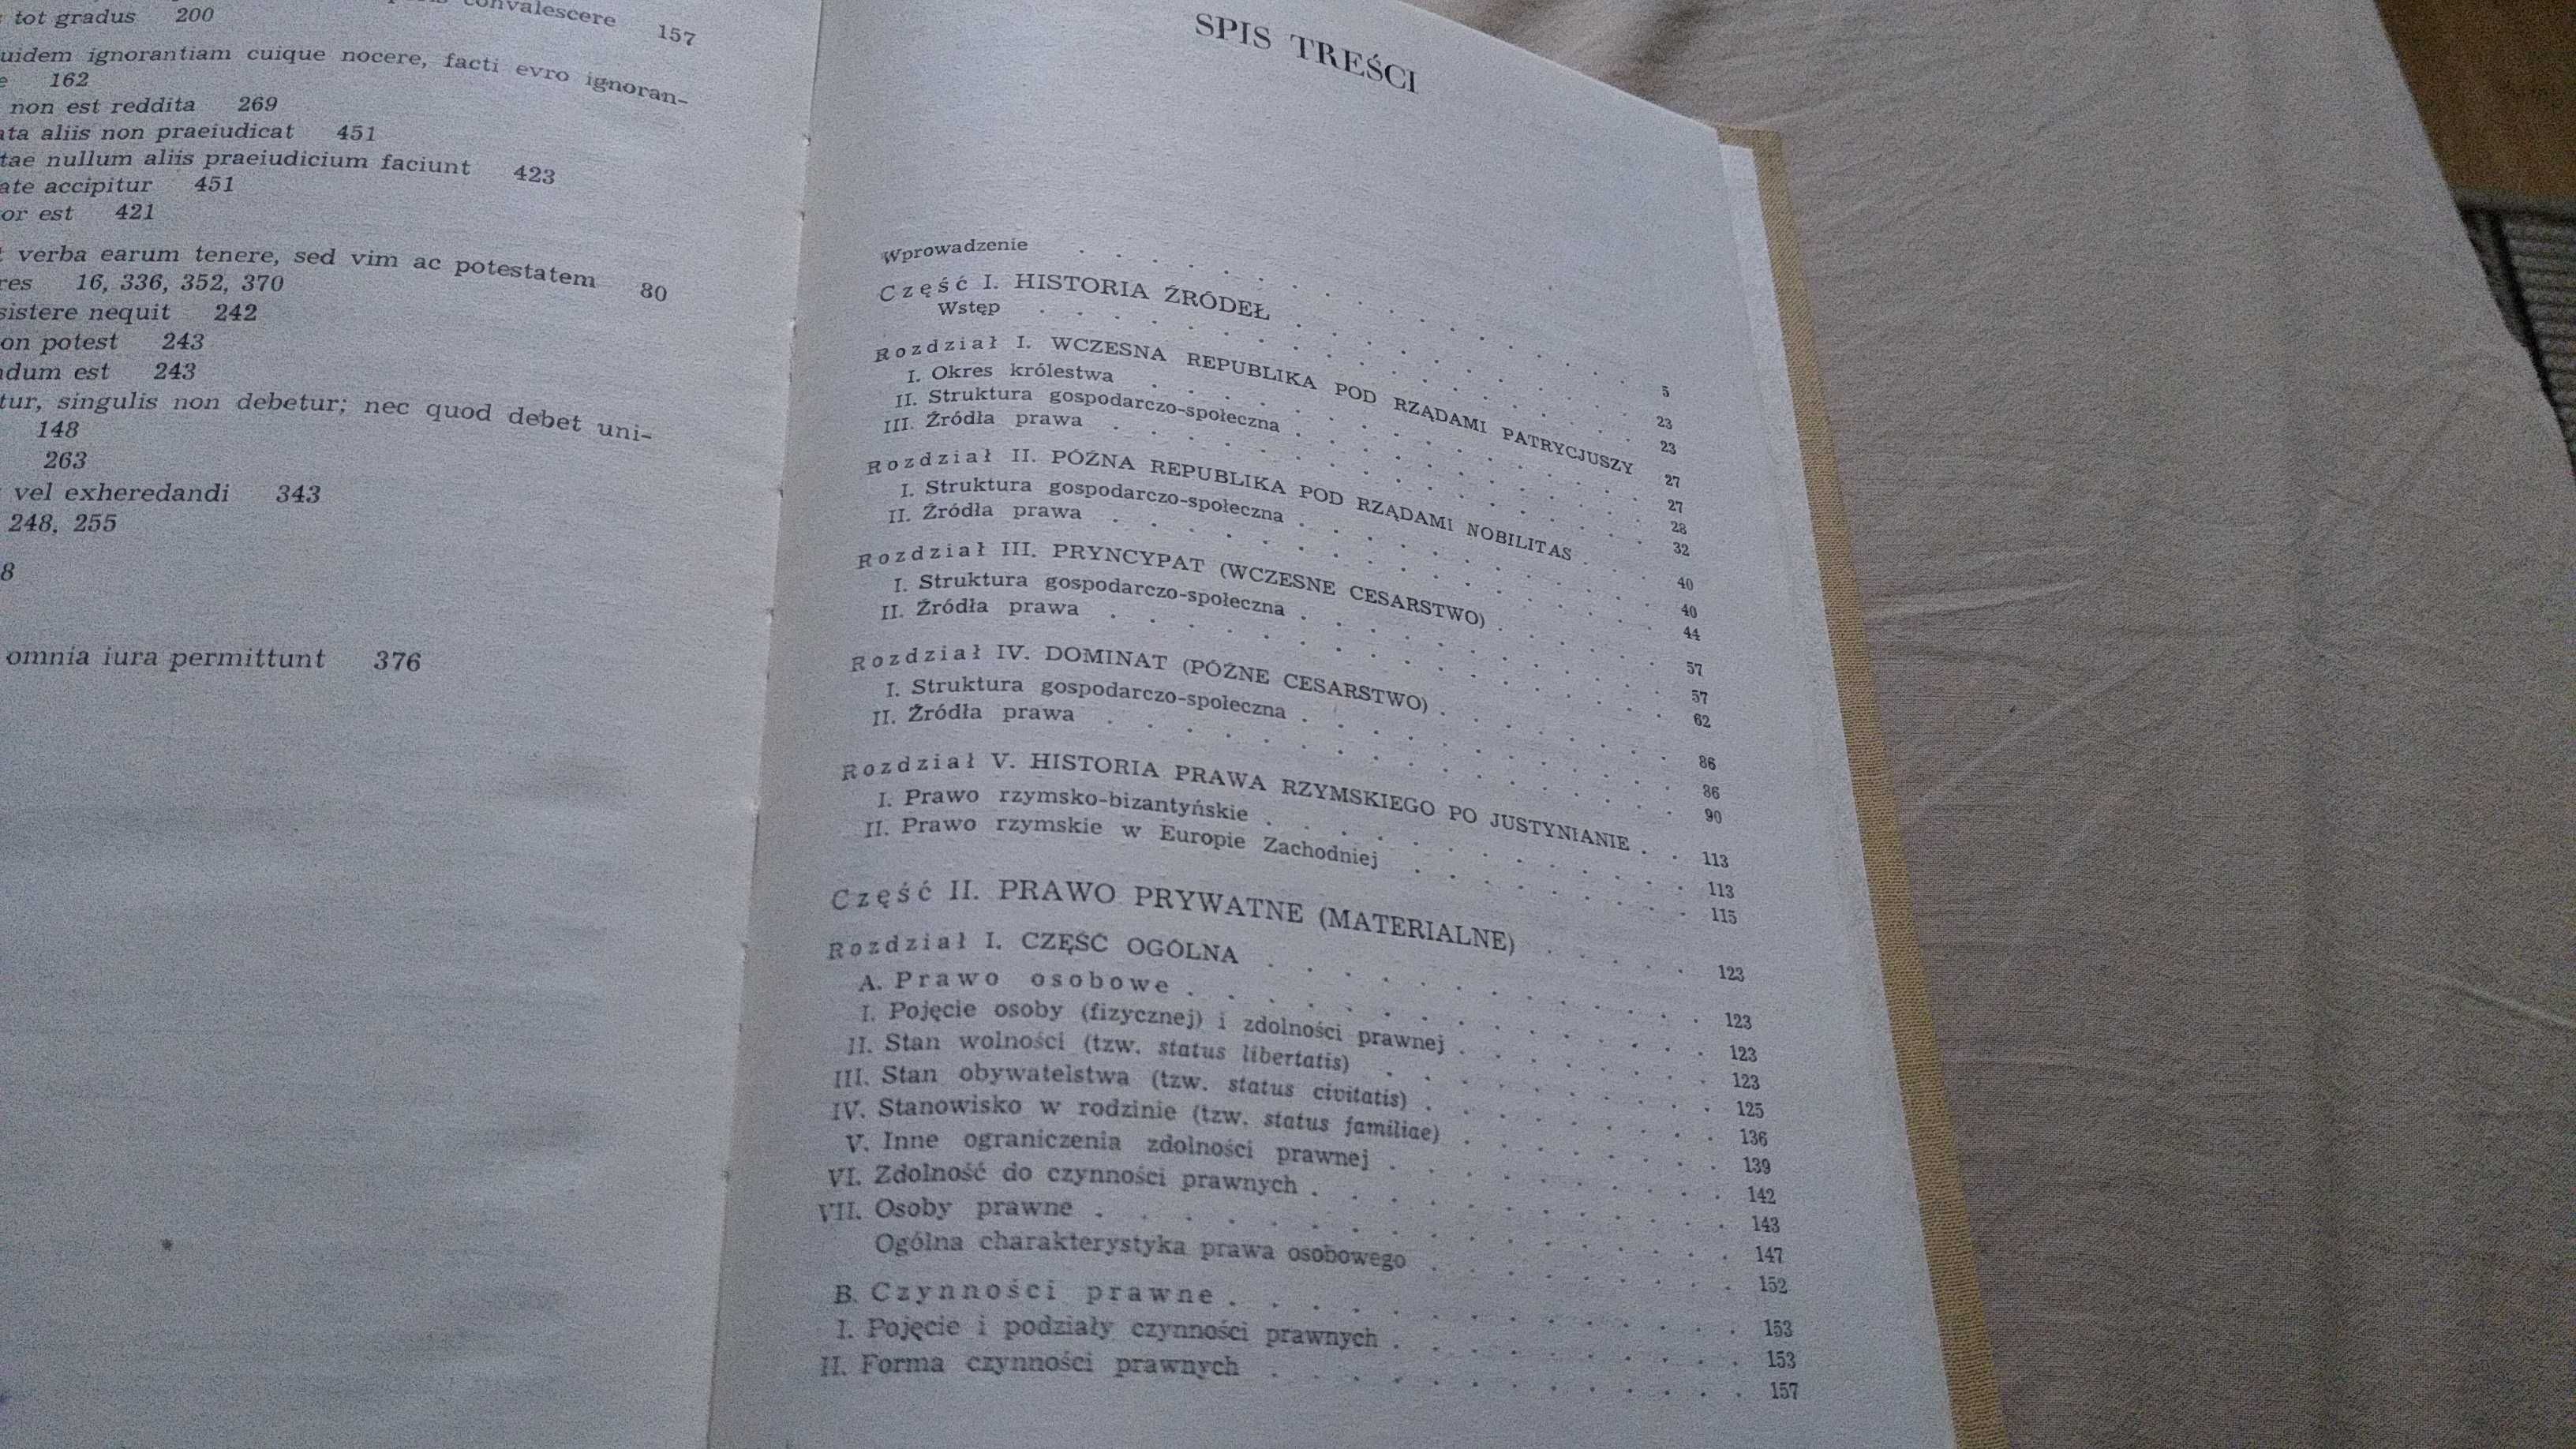 tot gradus 200
convalescere 157
ignorantiam cuique nocere, facti evro ignoran-
162
non est reddita 269
aliis non praeiudicat 451
nullum aliis praeiudicium faciunt 423
accipitur 451
est 421
verba earum tenere, sed vim ac potestatem 80
16, 336, 352, 370
nequit 242
potest 243
est 243
singulis non debetur; nec quod debet uni-
148
263
vel exheredandi 343
248, 255
8
omnia iura permittunt 376
SPIS TREŚCI
Wprowadzenie 5
Część I. HISTORIA ŹRÓDEŁ 23
Wstęp 23
Rozdział I. WCZESNA REPUBLIKA POD RZĄDAMI PATRYCJUSZY 27
I. Okres królestwa 27
II. Struktura gospodarczo-społeczna 28
III. Źródła prawa 32
Rozdział II. PÓŹNA REPUBLIKA POD RZĄDAMI NOBILITAS 40
I. Struktura gospodarczo-społeczna 40
II. Źródła prawa 44
Rozdział III. PRYNCYPAT (WCZESNE CESARSTWO) 57
I. Struktura gospodarczo-społeczna 57
II. Źródła prawa 62
Rozdział IV. DOMINAT (PÓŹNE CESARSTWO) 86
I. Struktura gospodarczo-społeczna 86
II. Źródła prawa 90
Rozdział V. HISTORIA PRAWA RZYMSKIEGO PO JUSTYNIANIE 113
I. Prawo rzymsko-bizantyńskie 113
II. Prawo rzymskie w Europie Zachodniej 115
Część II. PRAWO PRYWATNE (MATERIALNE) 123
Rozdział I. CZĘŚĆ OGÓLNA 123
A. Prawo osobowe 123
I. Pojęcie osoby (fizycznej) i zdolności prawnej 123
II. Stan wolności (tzw. status libertatis) 125
III. Stan obywatelstwa (tzw. status civitatis) 136
IV. Stanowisko w rodzinie (tzw. status familiae) 139
V. Inne ograniczenia zdolności prawnej 142
VI. Zdolność do czynności prawnych 143
VII. Osoby prawne 147
Ogólna charakterystyka prawa osobowego 152
B. Czynności prawne 153
I. Pojęcie i podziały czynności prawnych 153
II. Forma czynności prawnych 157